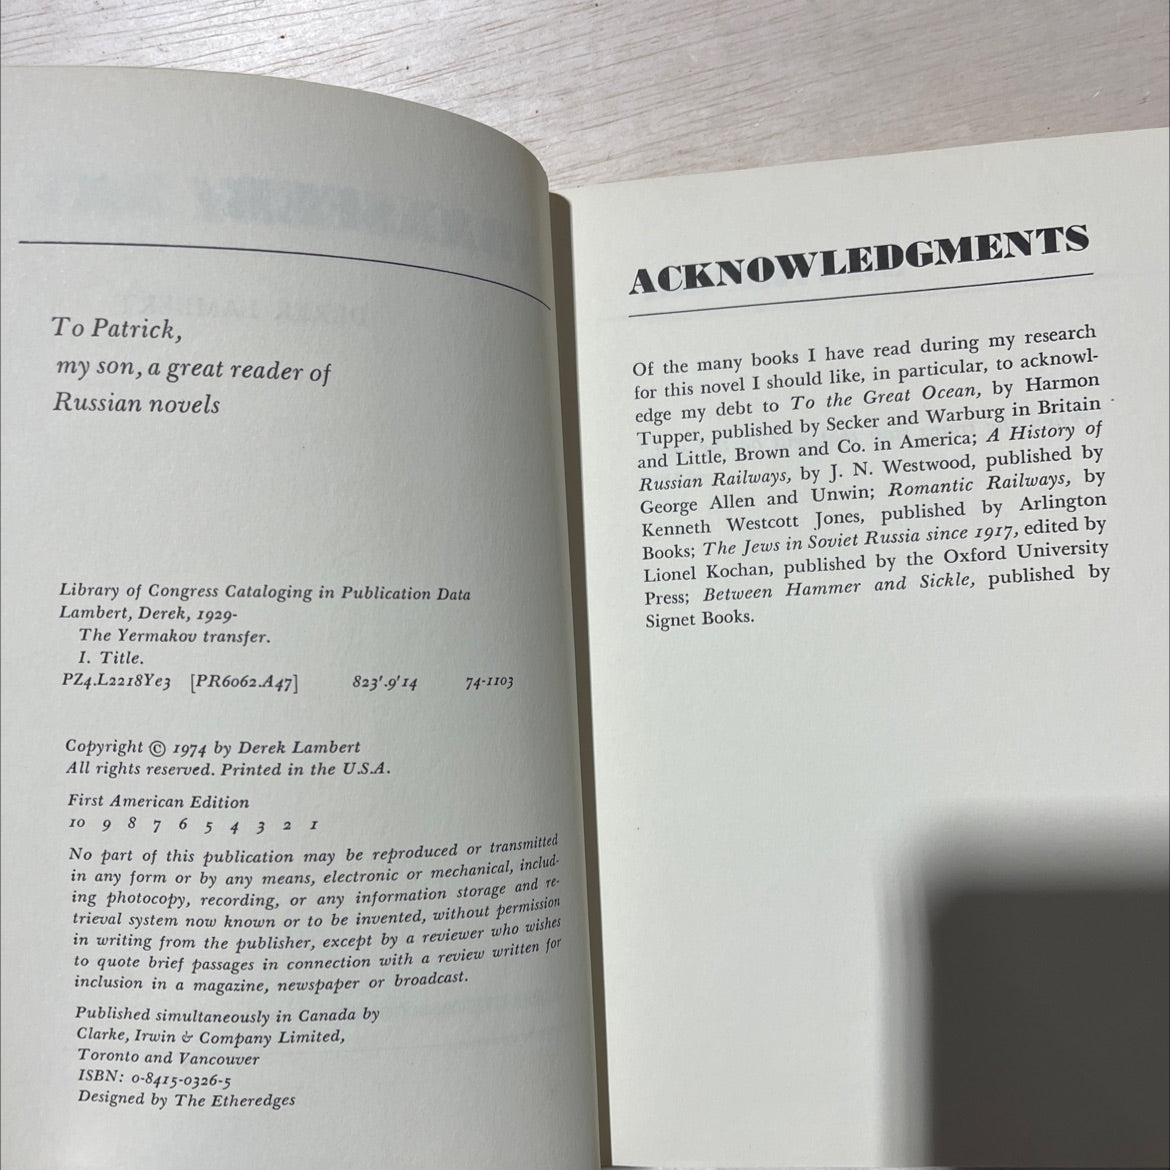 To Patrick,
my son, a great reader of
Russian novels
Library of Congress Cataloging in Publication Data
Lambert, Derek, 1929-
The Yermakov transfer.
I. Title.
PZ4.L2218Ye3 [PR6062.A47] 823'.9'14 74-1103
Copyright © 1974 by Derek Lambert
All rights reserved. Printed in the U.S.A.
First American Edition
10 9 8 7 6 5 4 3 2 1
No part of this publication may be reproduced or transmitted
in any form or by any means, electronic or mechanical, includ-
ing photocopy, recording, or any information storage and re-
trieval system now known or to be invented, without permission
in writing from the publisher, except by a reviewer who wishes
to quote brief passages in connection with a review written for
inclusion in a magazine, newspaper or broadcast.
Published simultaneously in Canada by
Clarke, Irwin & Company Limited,
Toronto and Vancouver
ISBN: 0-8415-0326-5
Designed by The Etheredges
ACKNOWLEDGMENTS
Of the many books I have read during my research
for this novel I should like, in particular, to acknowl-
edge my debt to To the Great Ocean, by Harmon
Tupper, published by Secker and Warburg in Britain
and Little, Brown and Co. in America; A History of
Russian Railways, by J. N. Westwood, published by
George Allen and Unwin; Romantic Railways, by
Kenneth Westcott Jones, published by Arlington
Books; The Jews in Soviet Russia since 1917, edited by
Lionel Kochan, published by the Oxford University
Press; Between Hammer and Sickle, published by
Signet Books.